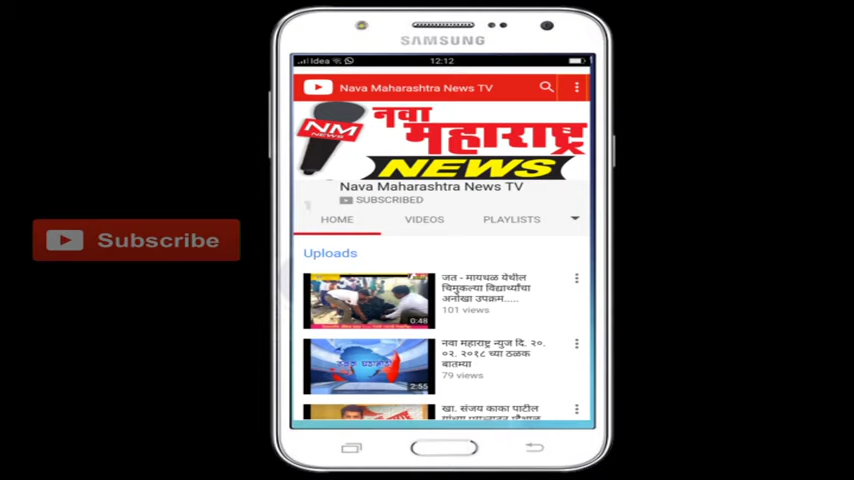 SAMSUNG
Idea 12:12
Nava Maharashtra News TV
NM
NEWS
नवा
महाराष्ट्र
NEWS
Nava Maharashtra News TV
SUBSCRIBED
HOME VIDEOS PLAYLISTS
Subscribe
Uploads
जत - मायथळ येथील
चिमुकल्या विद्यार्थ्यांचा
अनोखा उपक्रम.....
101 views
0:48
नवा महाराष्ट्र न्युज दि. २०.
०२. २०१८ च्या ठळक
बातम्या
79 views
2:55
खा. संजय काका पाटील